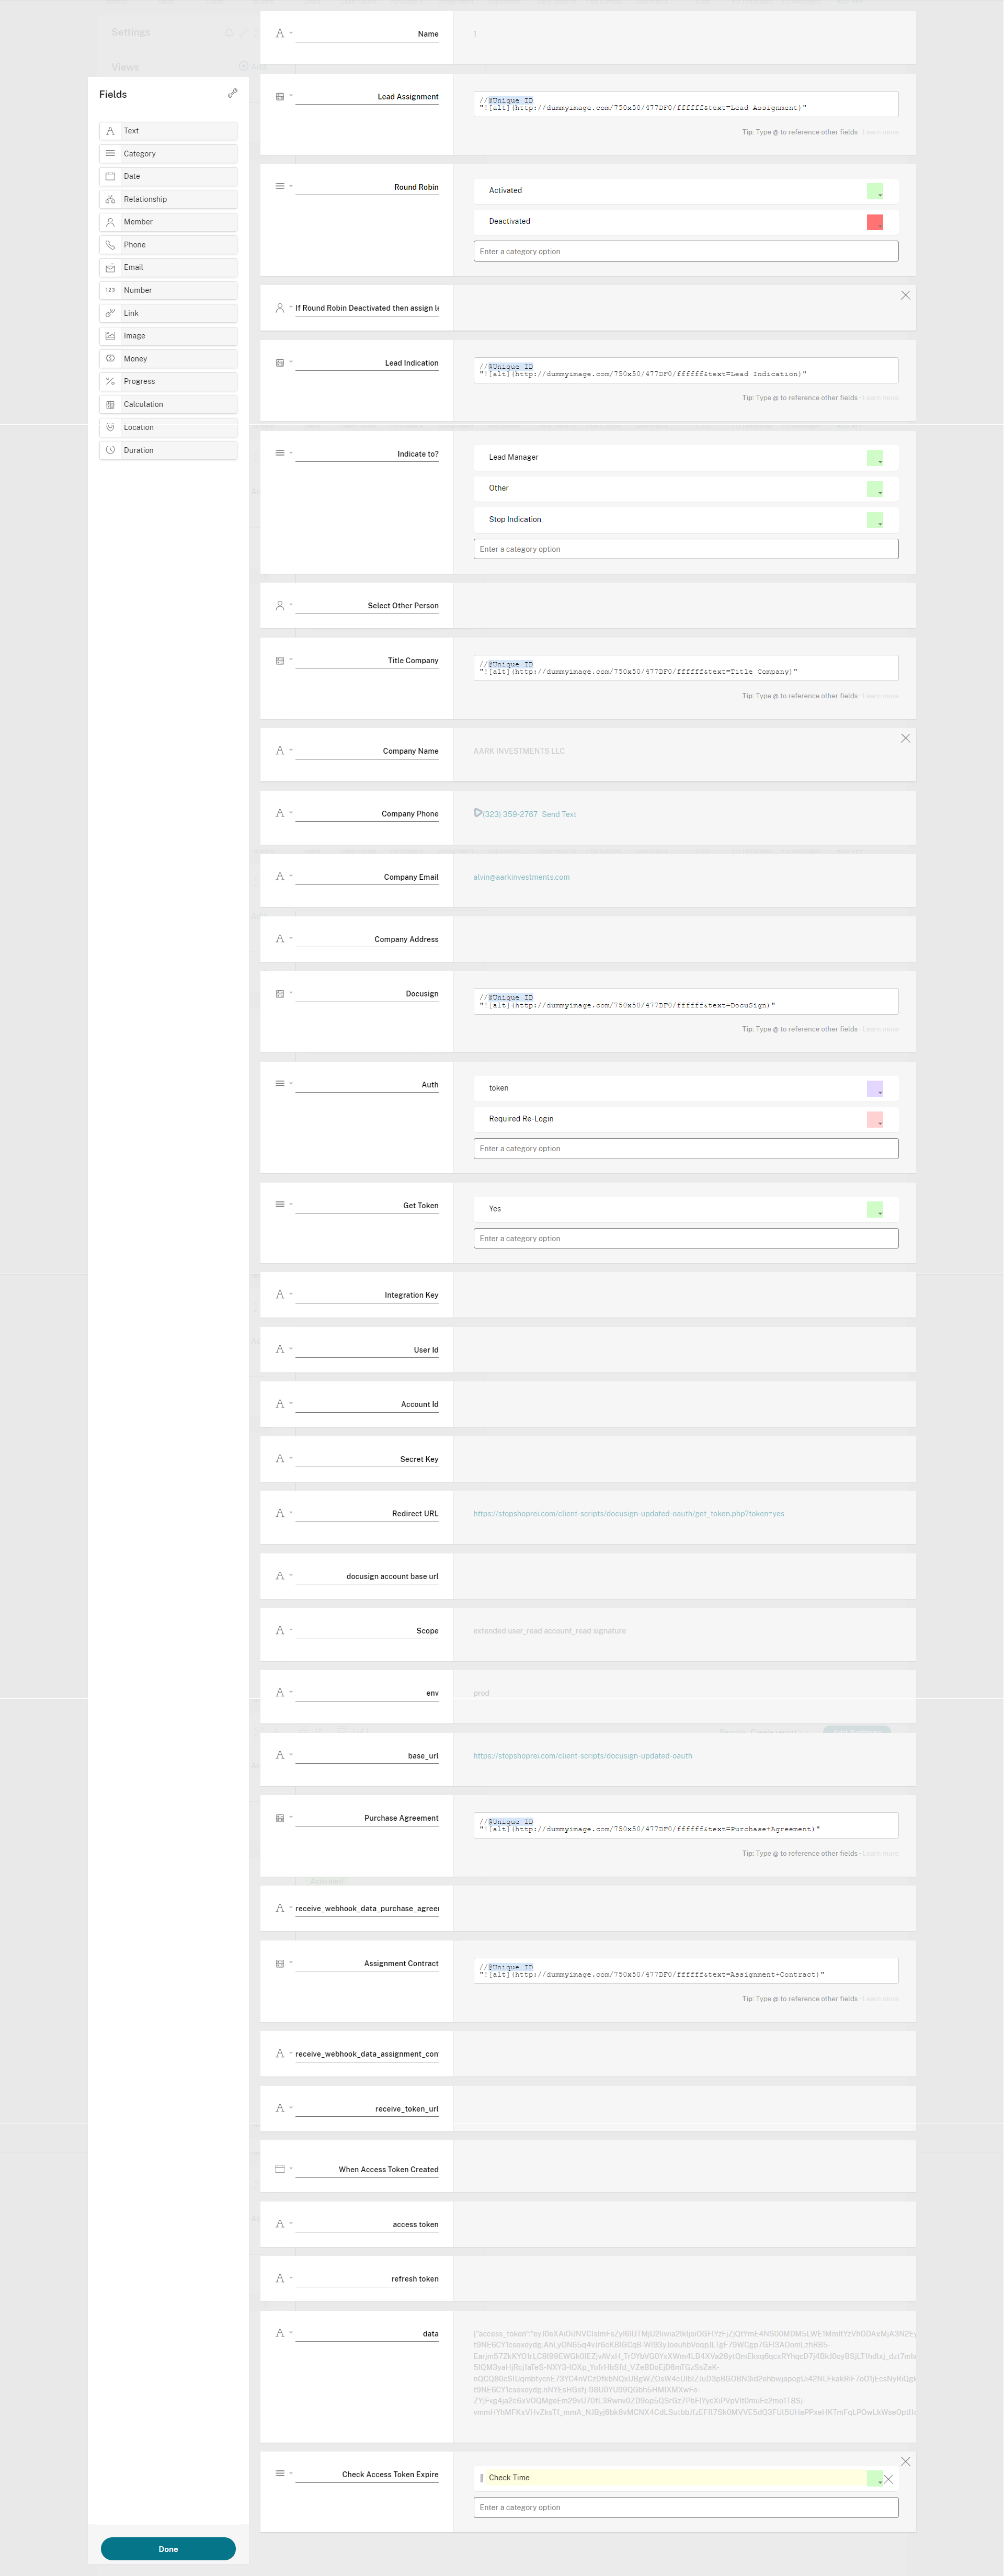 Settings
Views
Fields
Text
Category
Date
Relationship
Member
Phone
Email
123 Number
Link
Image
Money
Progress
Calculation
Location
Duration
Done
Name
1
Lead Assignment
//@Unique ID
"![alt](http://dummyimage.com/750x50/477DF0/ffffff&text=Lead Assignment)"
Tip: Type @ to reference other fields · Learn more
Round Robin
Activated
Deactivated
Enter a category option
If Round Robin Deactivated then assign l
Lead Indication
//@Unique ID
"![alt](http://dummyimage.com/750x50/477DF0/ffffff&text=Lead Indication)"
Tip: Type @ to reference other fields · Learn more
Indicate to?
Lead Manager
Other
Stop Indication
Enter a category option
Select Other Person
Title Company
//@Unique ID
"![alt](http://dummyimage.com/750x50/477DF0/ffffff&text=Title Company)"
Tip: Type @ to reference other fields · Learn more
Company Name
AARK INVESTMENTS LLC
Company Phone
(323) 359-2767 Send Text
Company Email
alvin@aarkinvestments.com
Company Address
Docusign
//@Unique ID
"![alt](http://dummyimage.com/750x50/477DF0/ffffff&text=DocuSign)"
Tip: Type @ to reference other fields · Learn more
Auth
token
Required Re-Login
Enter a category option
Get Token
Yes
Enter a category option
Integration Key
User Id
Account Id
Secret Key
Redirect URL
https://stopshoprei.com/client-scripts/docusign-updated-oauth/get_token.php?token=yes
docusign account base url
Scope
extended user_read account_read signature
env
prod
base_url
https://stopshoprei.com/client-scripts/docusign-updated-oauth
Purchase Agreement
//@Unique ID
"![alt](http://dummyimage.com/750x50/477DF0/ffffff&text=Purchase+Agreement)"
Tip: Type @ to reference other fields · Learn more
Activated
receive_webhook_data_purchase_agreer
Assignment Contract
//@Unique ID
"![alt](http://dummyimage.com/750x50/477DF0/ffffff&text=Assignment+Contract)"
Tip: Type @ to reference other fields · Learn more
receive_webhook_data_assignment_con
receive_token_url
When Access Token Created
access token
refresh token
data
Check Access Token Expire
Check Time
Enter a category option